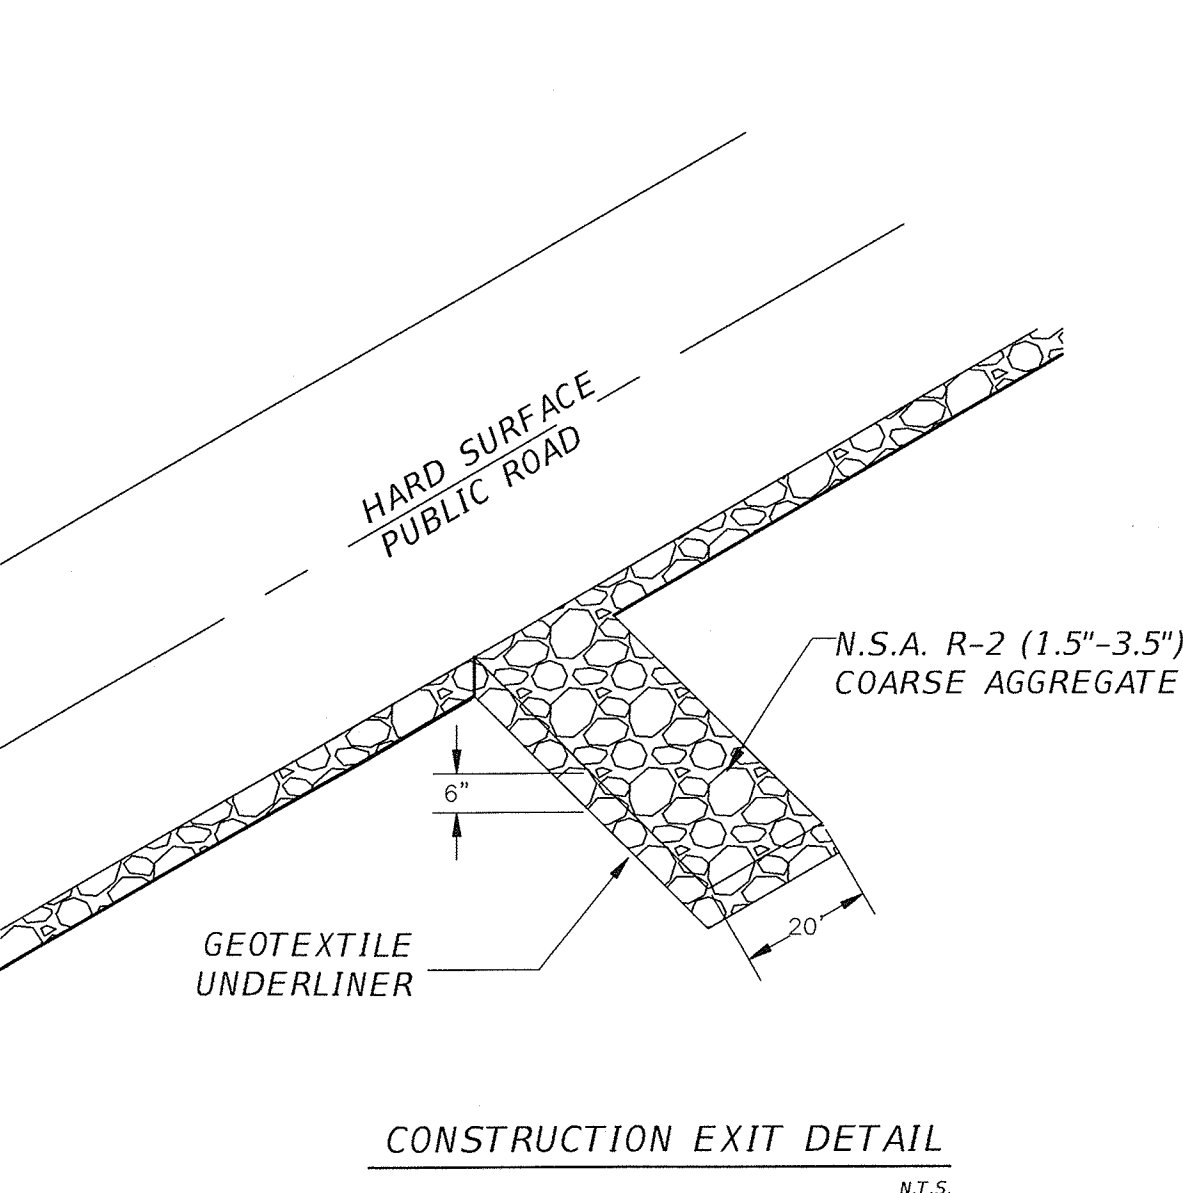 HARD SURFACE
PUBLIC ROAD
N.S.A. R-2 (1.5"-3.5")
COARSE AGGREGATE
6"
20'
GEOTEXTILE
UNDERLINER
CONSTRUCTION EXIT DETAIL
N.T.S.